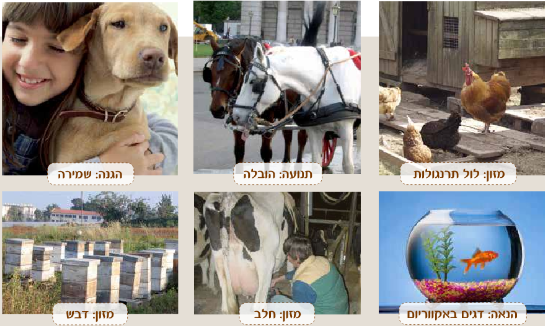 מזון: לול תרנגולות
תנועה: הובלה
הגנה: שמירה
הנאה: דגים באקווריום
מזון: חלב
מזון: דבש